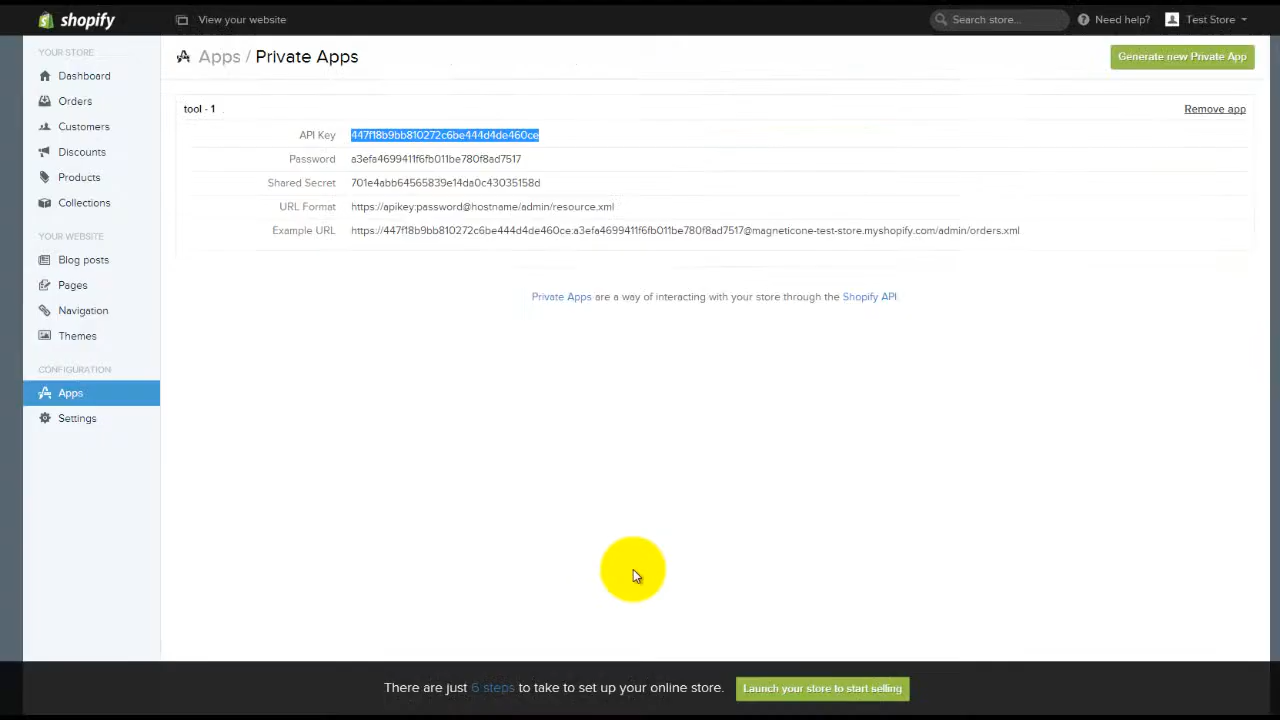 shopify
View your website
Search store...
Need help?
Test Store
YOUR STORE
Dashboard
Orders
Customers
Discounts
Products
Collections
YOUR WEBSITE
Blog posts
Pages
Navigation
Themes
CONFIGURATION
Apps
Settings
Apps / Private Apps
Generate new Private App
tool - 1
Remove app
API Key 447f18b9bb810272c6be444d4de460ce
Password a3efa4699411f6fb011be780f8ad7517
Shared Secret 701e4abb64565839e14da0c43035158d
URL Format https://apikey:password@hostname/admin/resource.xml
Example URL https://447f18b9bb810272c6be444d4de460ce:a3efa4699411f6fb011be780f8ad7517@magneticone-test-store.myshopify.com/admin/orders.xml
Private Apps are a way of interacting with your store through the Shopify API.
There are just 6 steps to take to set up your online store.
Launch your store to start selling